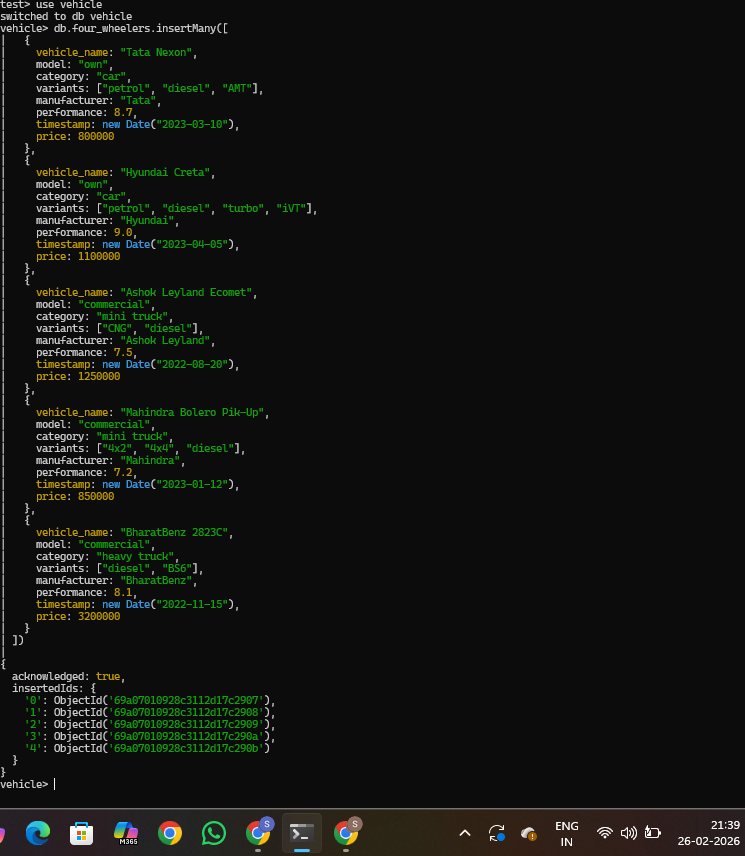 test> use vehicle
switched to db vehicle
vehicle> db.four_wheelers.insertMany([
|   {
|     vehicle_name: "Tata Nexon",
|     model: "own",
|     category: "car",
|     variants: ["petrol", "diesel", "AMT"],
|     manufacturer: "Tata",
|     performance: 8.7,
|     timestamp: new Date("2023-03-10"),
|     price: 800000
|   },
|   {
|     vehicle_name: "Hyundai Creta",
|     model: "own",
|     category: "car",
|     variants: ["petrol", "diesel", "turbo", "iVT"],
|     manufacturer: "Hyundai",
|     performance: 9.0,
|     timestamp: new Date("2023-04-05"),
|     price: 1100000
|   },
|   {
|     vehicle_name: "Ashok Leyland Ecomet",
|     model: "commercial",
|     category: "mini truck",
|     variants: ["CNG", "diesel"],
|     manufacturer: "Ashok Leyland",
|     performance: 7.5,
|     timestamp: new Date("2022-08-20"),
|     price: 1250000
|   },
|   {
|     vehicle_name: "Mahindra Bolero Pik-Up",
|     model: "commercial",
|     category: "mini truck",
|     variants: ["4x2", "4x4", "diesel"],
|     manufacturer: "Mahindra",
|     performance: 7.2,
|     timestamp: new Date("2023-01-12"),
|     price: 850000
|   },
|   {
|     vehicle_name: "BharatBenz 2823C",
|     model: "commercial",
|     category: "heavy truck",
|     variants: ["diesel", "BS6"],
|     manufacturer: "BharatBenz",
|     performance: 8.1,
|     timestamp: new Date("2022-11-15"),
|     price: 3200000
|   }
| ])
|
{
  acknowledged: true,
  insertedIds: {
    '0': ObjectId('69a07010928c3112d17c2907'),
    '1': ObjectId('69a07010928c3112d17c2908'),
    '2': ObjectId('69a07010928c3112d17c2909'),
    '3': ObjectId('69a07010928c3112d17c290a'),
    '4': ObjectId('69a07010928c3112d17c290b')
  }
}
vehicle>
M365
S
S
ENG
IN
21:39
26-02-2026